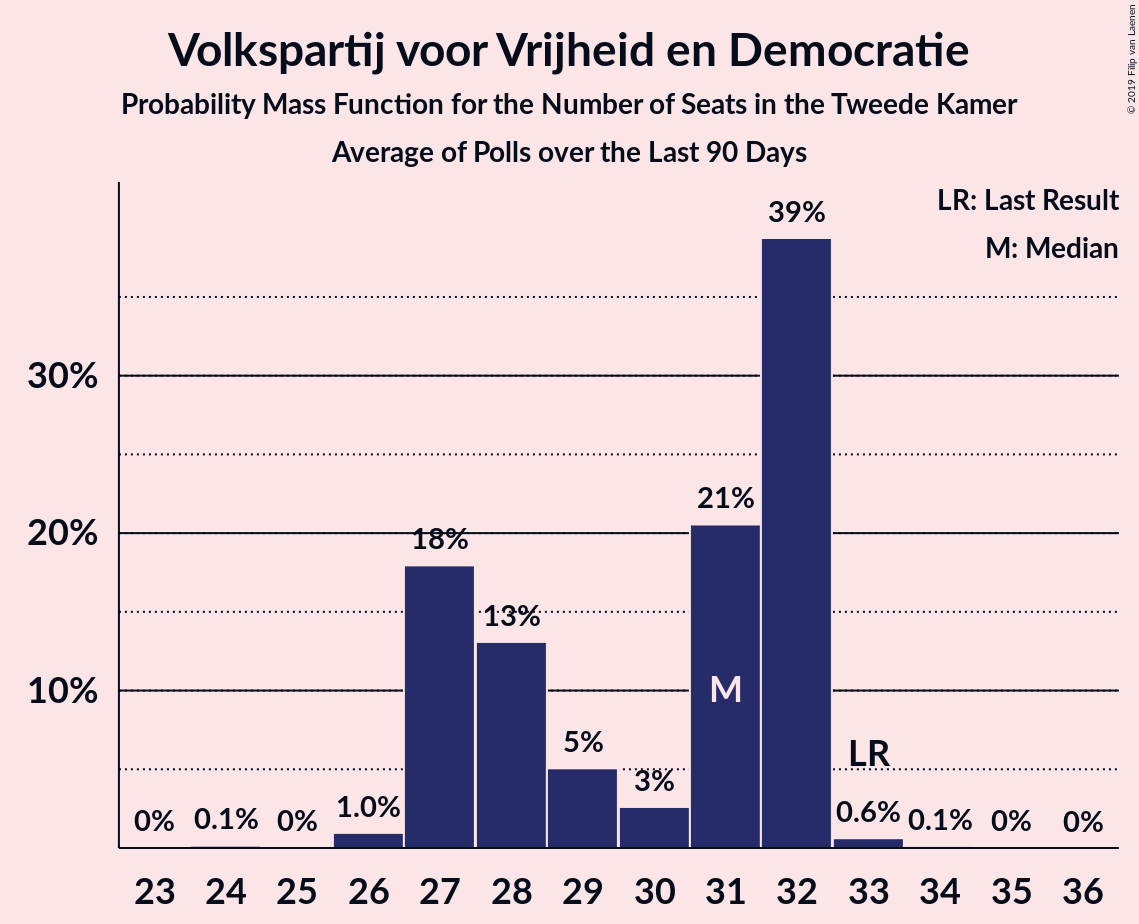 Volkspartij voor Vrijheid en Democratie
Probability Mass Function for the Number of Seats in the Tweede Kamer
Average of Polls over the Last 90 Days
© 2019 Filip van Laenen
LR: Last Result
M: Median
30%
20%
10%
0%
0.1%
0%
1.0%
18%
13%
5%
3%
21%
39%
0.6%
0.1%
0%
0%
M
LR
23 24 25 26 27 28 29 30 31 32 33 34 35 36